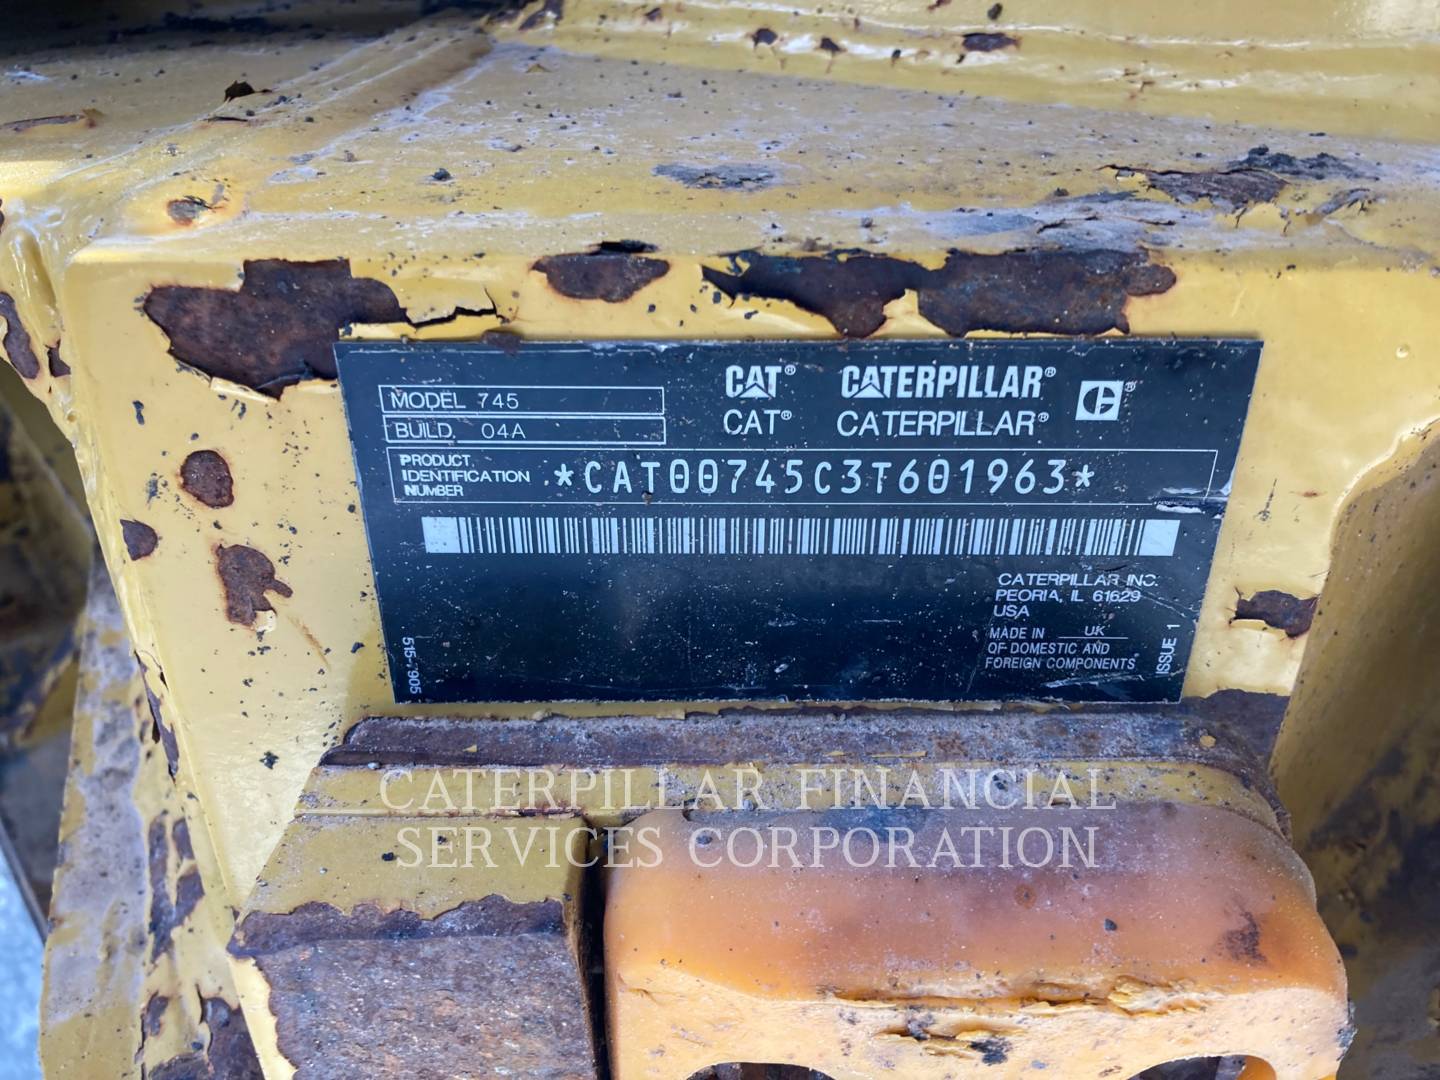 MODEL 745
BUILD 04A
CAT® CATERPILLAR® ®
CAT® CATERPILLAR®
PRODUCT
IDENTIFICATION
NUMBER
*CAT00745C3T601963*
CATERPILLAR INC.
PEORIA, IL 61629
USA
MADE IN UK
OF DOMESTIC AND
FOREIGN COMPONENTS
ISSUE 1
515-7905
CATERPILLAR FINANCIAL
SERVICES CORPORATION